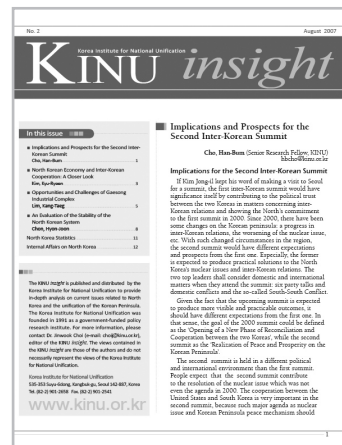 No. 2
August 2007
Korea Institute for National Unification
KINU insight
In this issue
Implications and Prospects for the Second Inter-
Korean Summit
Cho, Han-Bum 1
North Korean Economy and Inter-Korean
Cooperation: A Closer Look
Kim, Kyu-Ryoon 3
Opportunities and Challenges of Gaesong
Industrial Complex
Lim, Kang-Taeg 5
An Evaluation of the Stability of the
North Korean System
Chon, Hyun-Joon 8
North Korea Statistics 11
Internal Affairs on North Korea 12
The KINU Insight is published and distributed by the
Korea Institute for National Unification to provide
in-depth analysis on current issues related to North
Korea and the unification of the Korean Peninsula.
The Korea Institute for National Unification was
founded in 1991 as a government-funded policy
research institute. For more information, please
contact Dr. Jinwook Choi (e-mail: choij@kinu.or.kr),
editor of the KINU Insight. The views contained in
the KINU Insight are those of the authors and do not
necessarily represent the views of the Korea Institute
for National Unification.
Korea Institute for National Unification
535-353 Suyu 6dong, Kangbuk-gu, Seoul 142-887, Korea
Tel. (82-2) 901-2658 Fax. (82-2) 901-2541
www.kinu.or.kr
Implications and Prospects for the
Second Inter-Korean Summit
Cho, Han-Bum (Senior Research Fellow, KINU)
hbcho@kinu.or.kr
Implications for the Second Inter-Korean Summit
If Kim Jong-il kept his word of making a visit to Seoul
for a summit, the first inter-Korean summit would have
significance itself by contributing to the political trust
between the two Koreas in matters concerning inter-
Korean relations and showing the North's commitment
to the first summit in 2000. Since 2000, there have been
some changes on the Korean peninsula: a progress in
inter-Korean relations, the worsening of the nuclear issue,
etc. With such changed circumstances in the region,
the second summit would have different expectations
and prospects from the first one. Especially, the former
is expected to produce practical solutions to the North
Korea's nuclear issues and inter-Korean relations. The
two top leaders shall consider domestic and international
matters when they attend the summit: six party talks and
domestic conflicts and the so-called South-South Conflict.
Given the fact that the upcoming summit is expected
to produce more visible and practicable outcomes, it
should have different expectations from the first one. In
that sense, the goal of the 2000 summit could be defined
as the 'Opening of a New Phase of Reconciliation and
Cooperation between the two Koreas', while the second
summit as the 'Realization of Peace and Prosperity on the
Korean Peninsula'.
The second summit is held in a different political
and international environment than the first summit.
People expect that the second summit contribute
to the resolution of the nuclear issue which was not
even the agenda in 2000. The cooperation between the
United States and South Korea is very important in the
second summit, because such major agenda as nuclear
issue and Korean Peninsula peace mechanism should
1